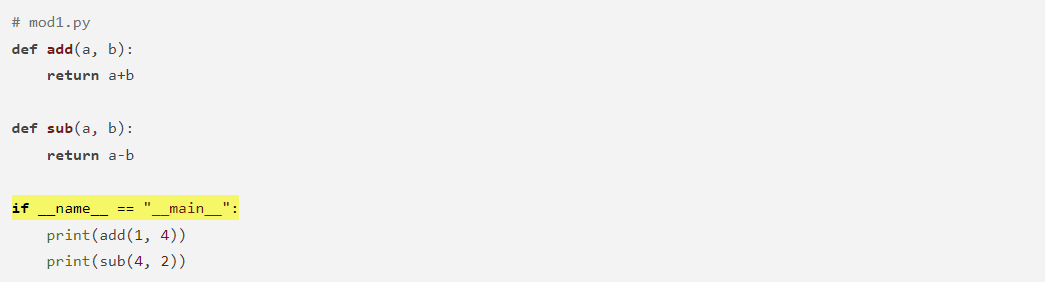 # mod1.py
def add(a, b):
    return a+b
def sub(a, b):
    return a-b
if __name__ == "__main__":
    print(add(1, 4))
    print(sub(4, 2))